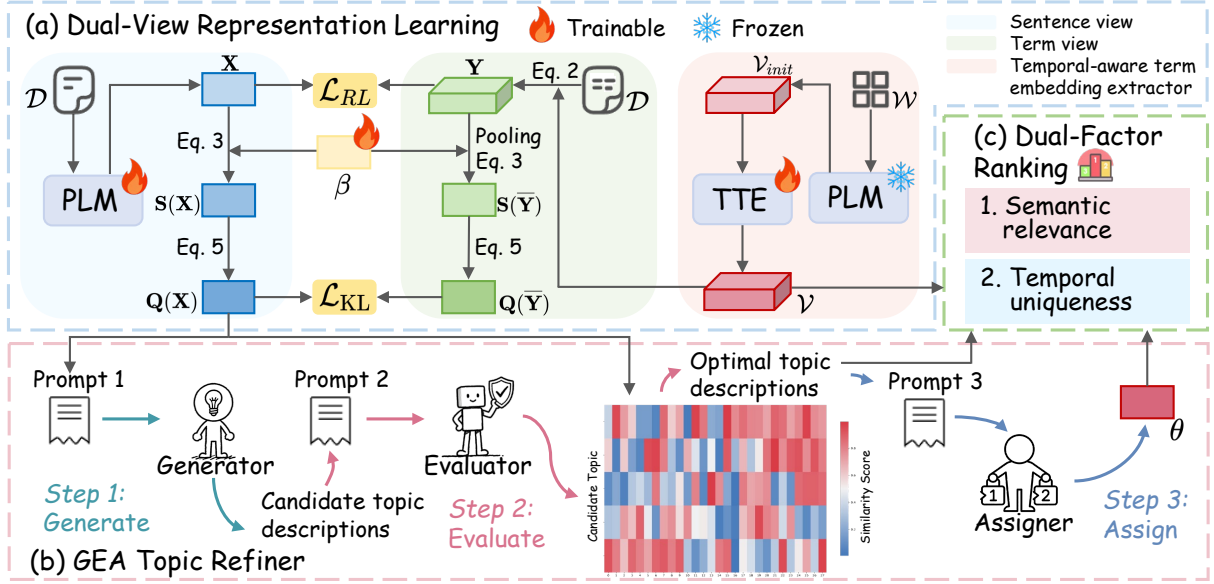 (a) Dual-View Representation Learning
Trainable
Frozen
Sentence view
Term view
Temporal-aware term
embedding extractor
X
Y
Eq. 2
𝒱init
𝒟
ℒRL
𝒟
𝒲
Eq. 3
Pooling
Eq. 3
β
PLM
S(X)
S(Y̅)
TTE
PLM
Eq. 5
Eq. 5
Q(X)
ℒKL
Q(Y̅)
𝒱
(c) Dual-Factor
Ranking
1. Semantic
relevance
2. Temporal
uniqueness
Prompt 1
Generator
Step 1:
Generate
Prompt 2
Candidate topic
descriptions
Evaluator
Step 2:
Evaluate
Optimal topic
descriptions
Candidate Topic
Similarity Score
Prompt 3
1
2
Assigner
θ
Step 3:
Assign
(b) GEA Topic Refiner